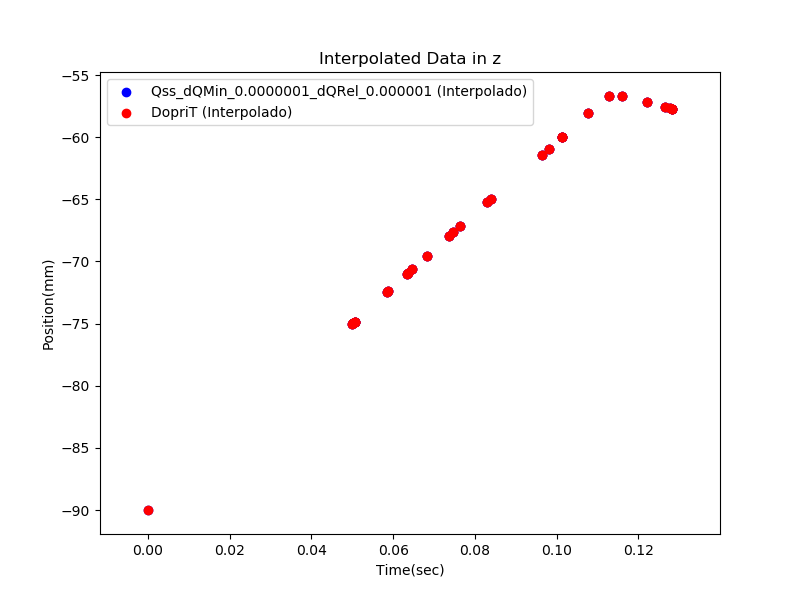 Interpolated Data in z
Qss_dQMin_0.0000001_dQRel_0.000001 (Interpolado)
DopriT (Interpolado)
−55
−60
−65
−70
−75
−80
−85
−90
Position(mm)
0.00 0.02 0.04 0.06 0.08 0.10 0.12
Time(sec)